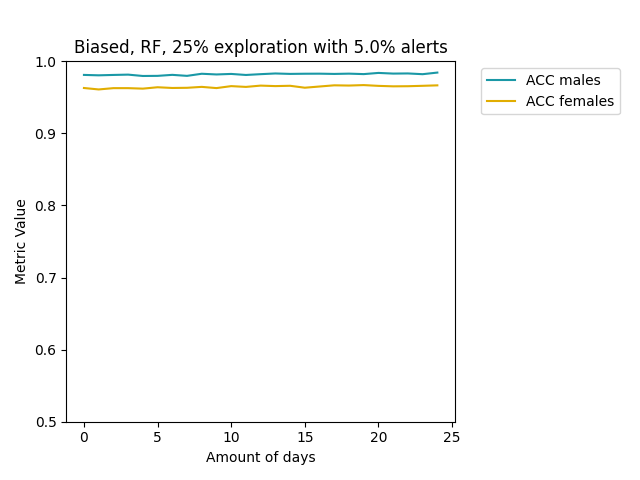 Biased, RF, 25% exploration with 5.0% alerts
1.0
0.9
0.8
0.7
0.6
0.5
Metric Value
0 5 10 15 20 25
Amount of days
ACC males
ACC females